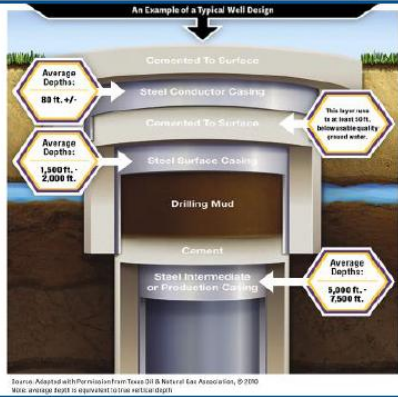 An Example of a Typical Well Design
Cemented To Surface
Average
Depths:
80 ft. +/-
Steel Conductor Casing
Cemented To Surface
This layer runs
to at least 50 ft.
below usable quality
ground water.
Average
Depths:
1,500 ft. -
2,000 ft.
Steel Surface Casing
Drilling Mud
Cement
Steel Intermediate
or Production Casing
Average
Depths:
5,000 ft. -
7,500 ft.
Source: Adapted with Permission from Texas Oil & Natural Gas Association, © 2010
Note: average depth is equivalent to true vertical depth